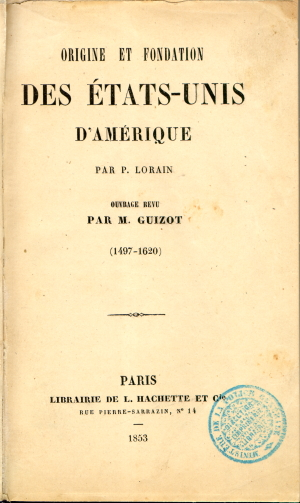 ORIGINE ET FONDATION
DES ÉTATS-UNIS
D'AMÉRIQUE
PAR P. LORAIN
OUVRAGE REVU
PAR M. GUIZOT
(1497-1620)
PARIS
LIBRAIRIE DE L. HACHETTE ET Cie
RUE PIERRE-SARRAZIN, N° 14
1853